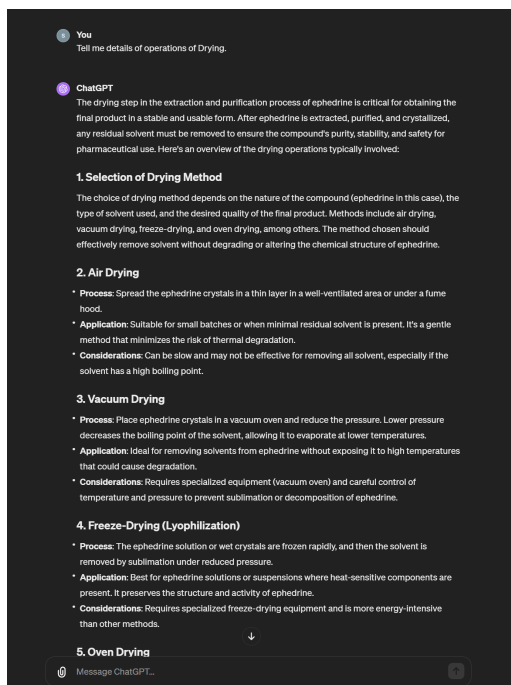 s You
Tell me details of operations of Drying.
ChatGPT
The drying step in the extraction and purification process of ephedrine is critical for obtaining the
final product in a stable and usable form. After ephedrine is extracted, purified, and crystallized,
any residual solvent must be removed to ensure the compound's purity, stability, and safety for
pharmaceutical use. Here's an overview of the drying operations typically involved:
1. Selection of Drying Method
The choice of drying method depends on the nature of the compound (ephedrine in this case), the
type of solvent used, and the desired quality of the final product. Methods include air drying,
vacuum drying, freeze-drying, and oven drying, among others. The method chosen should
effectively remove solvent without degrading or altering the chemical structure of ephedrine.
2. Air Drying
• Process: Spread the ephedrine crystals in a thin layer in a well-ventilated area or under a fume
hood.
• Application: Suitable for small batches or when minimal residual solvent is present. It's a gentle
method that minimizes the risk of thermal degradation.
• Considerations: Can be slow and may not be effective for removing all solvent, especially if the
solvent has a high boiling point.
3. Vacuum Drying
• Process: Place ephedrine crystals in a vacuum oven and reduce the pressure. Lower pressure
decreases the boiling point of the solvent, allowing it to evaporate at lower temperatures.
• Application: Ideal for removing solvents from ephedrine without exposing it to high temperatures
that could cause degradation.
• Considerations: Requires specialized equipment (vacuum oven) and careful control of
temperature and pressure to prevent sublimation or decomposition of ephedrine.
4. Freeze-Drying (Lyophilization)
• Process: The ephedrine solution or wet crystals are frozen rapidly, and then the solvent is
removed by sublimation under reduced pressure.
• Application: Best for ephedrine solutions or suspensions where heat-sensitive components are
present. It preserves the structure and activity of ephedrine.
• Considerations: Requires specialized freeze-drying equipment and is more energy-intensive
than other methods.
5. Oven Drying
Message ChatGPT...